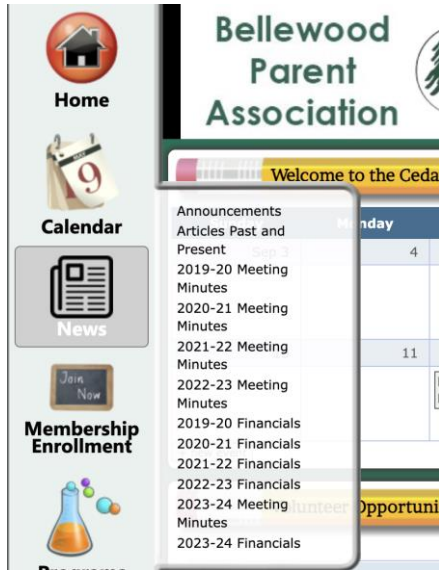 Home
9
Calendar
News
Join
Now
Membership
Enrollment
Bellewood
Parent
Association
Welcome to the Ceda
nday
Sep 3
4
11
Announcements
Articles Past and
Present
2019-20 Meeting
Minutes
2020-21 Meeting
Minutes
2021-22 Meeting
Minutes
2022-23 Meeting
Minutes
2019-20 Financials
2020-21 Financials
2021-22 Financials
2022-23 Financials
2023-24 Meeting
Minutes
2023-24 Financials
Volunteer Opportuni